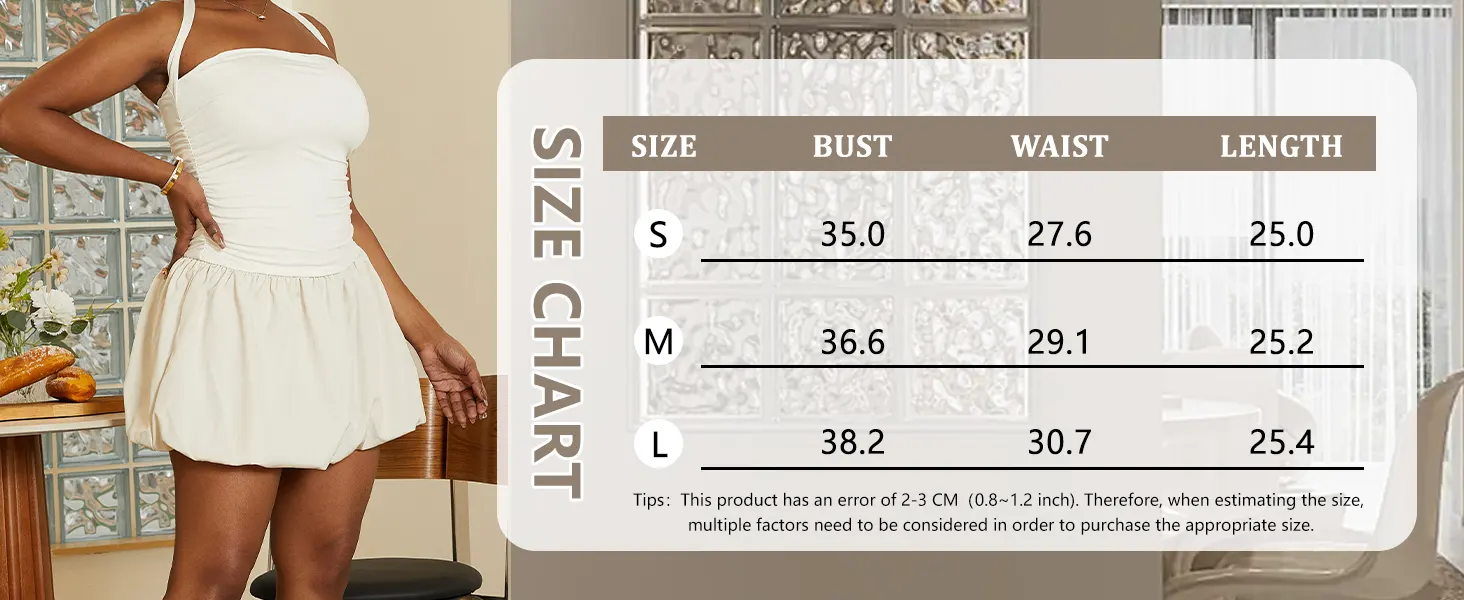 SIZE CHART
SIZE BUST WAIST LENGTH
S 35.0 27.6 25.0
M 36.6 29.1 25.2
L 38.2 30.7 25.4
Tips：This product has an error of 2-3 CM（0.8~1.2 inch). Therefore, when estimating the size,
multiple factors need to be considered in order to purchase the appropriate size.